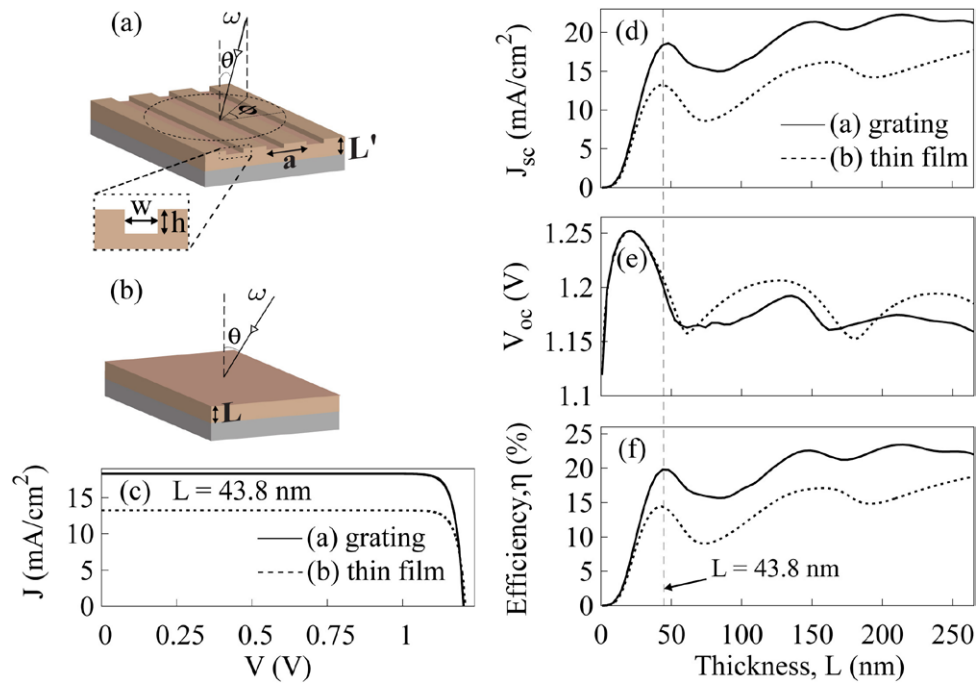 (a)
ω
θ
ø
L'
a
w
h
(b)
ω
θ
L
(c)
L = 43.8 nm
(a) grating
(b) thin film
J (mA/cm²)
15
10
5
0
0
0.25
0.5
0.75
1
V (V)
(d)
(a) grating
(b) thin film
J_sc (mA/cm²)
20
15
10
5
0
(e)
V_oc (V)
1.25
1.2
1.15
1.1
(f)
L = 43.8 nm
Efficiency,η (%)
25
20
15
10
5
0
0
50
100
150
200
250
Thickness, L (nm)